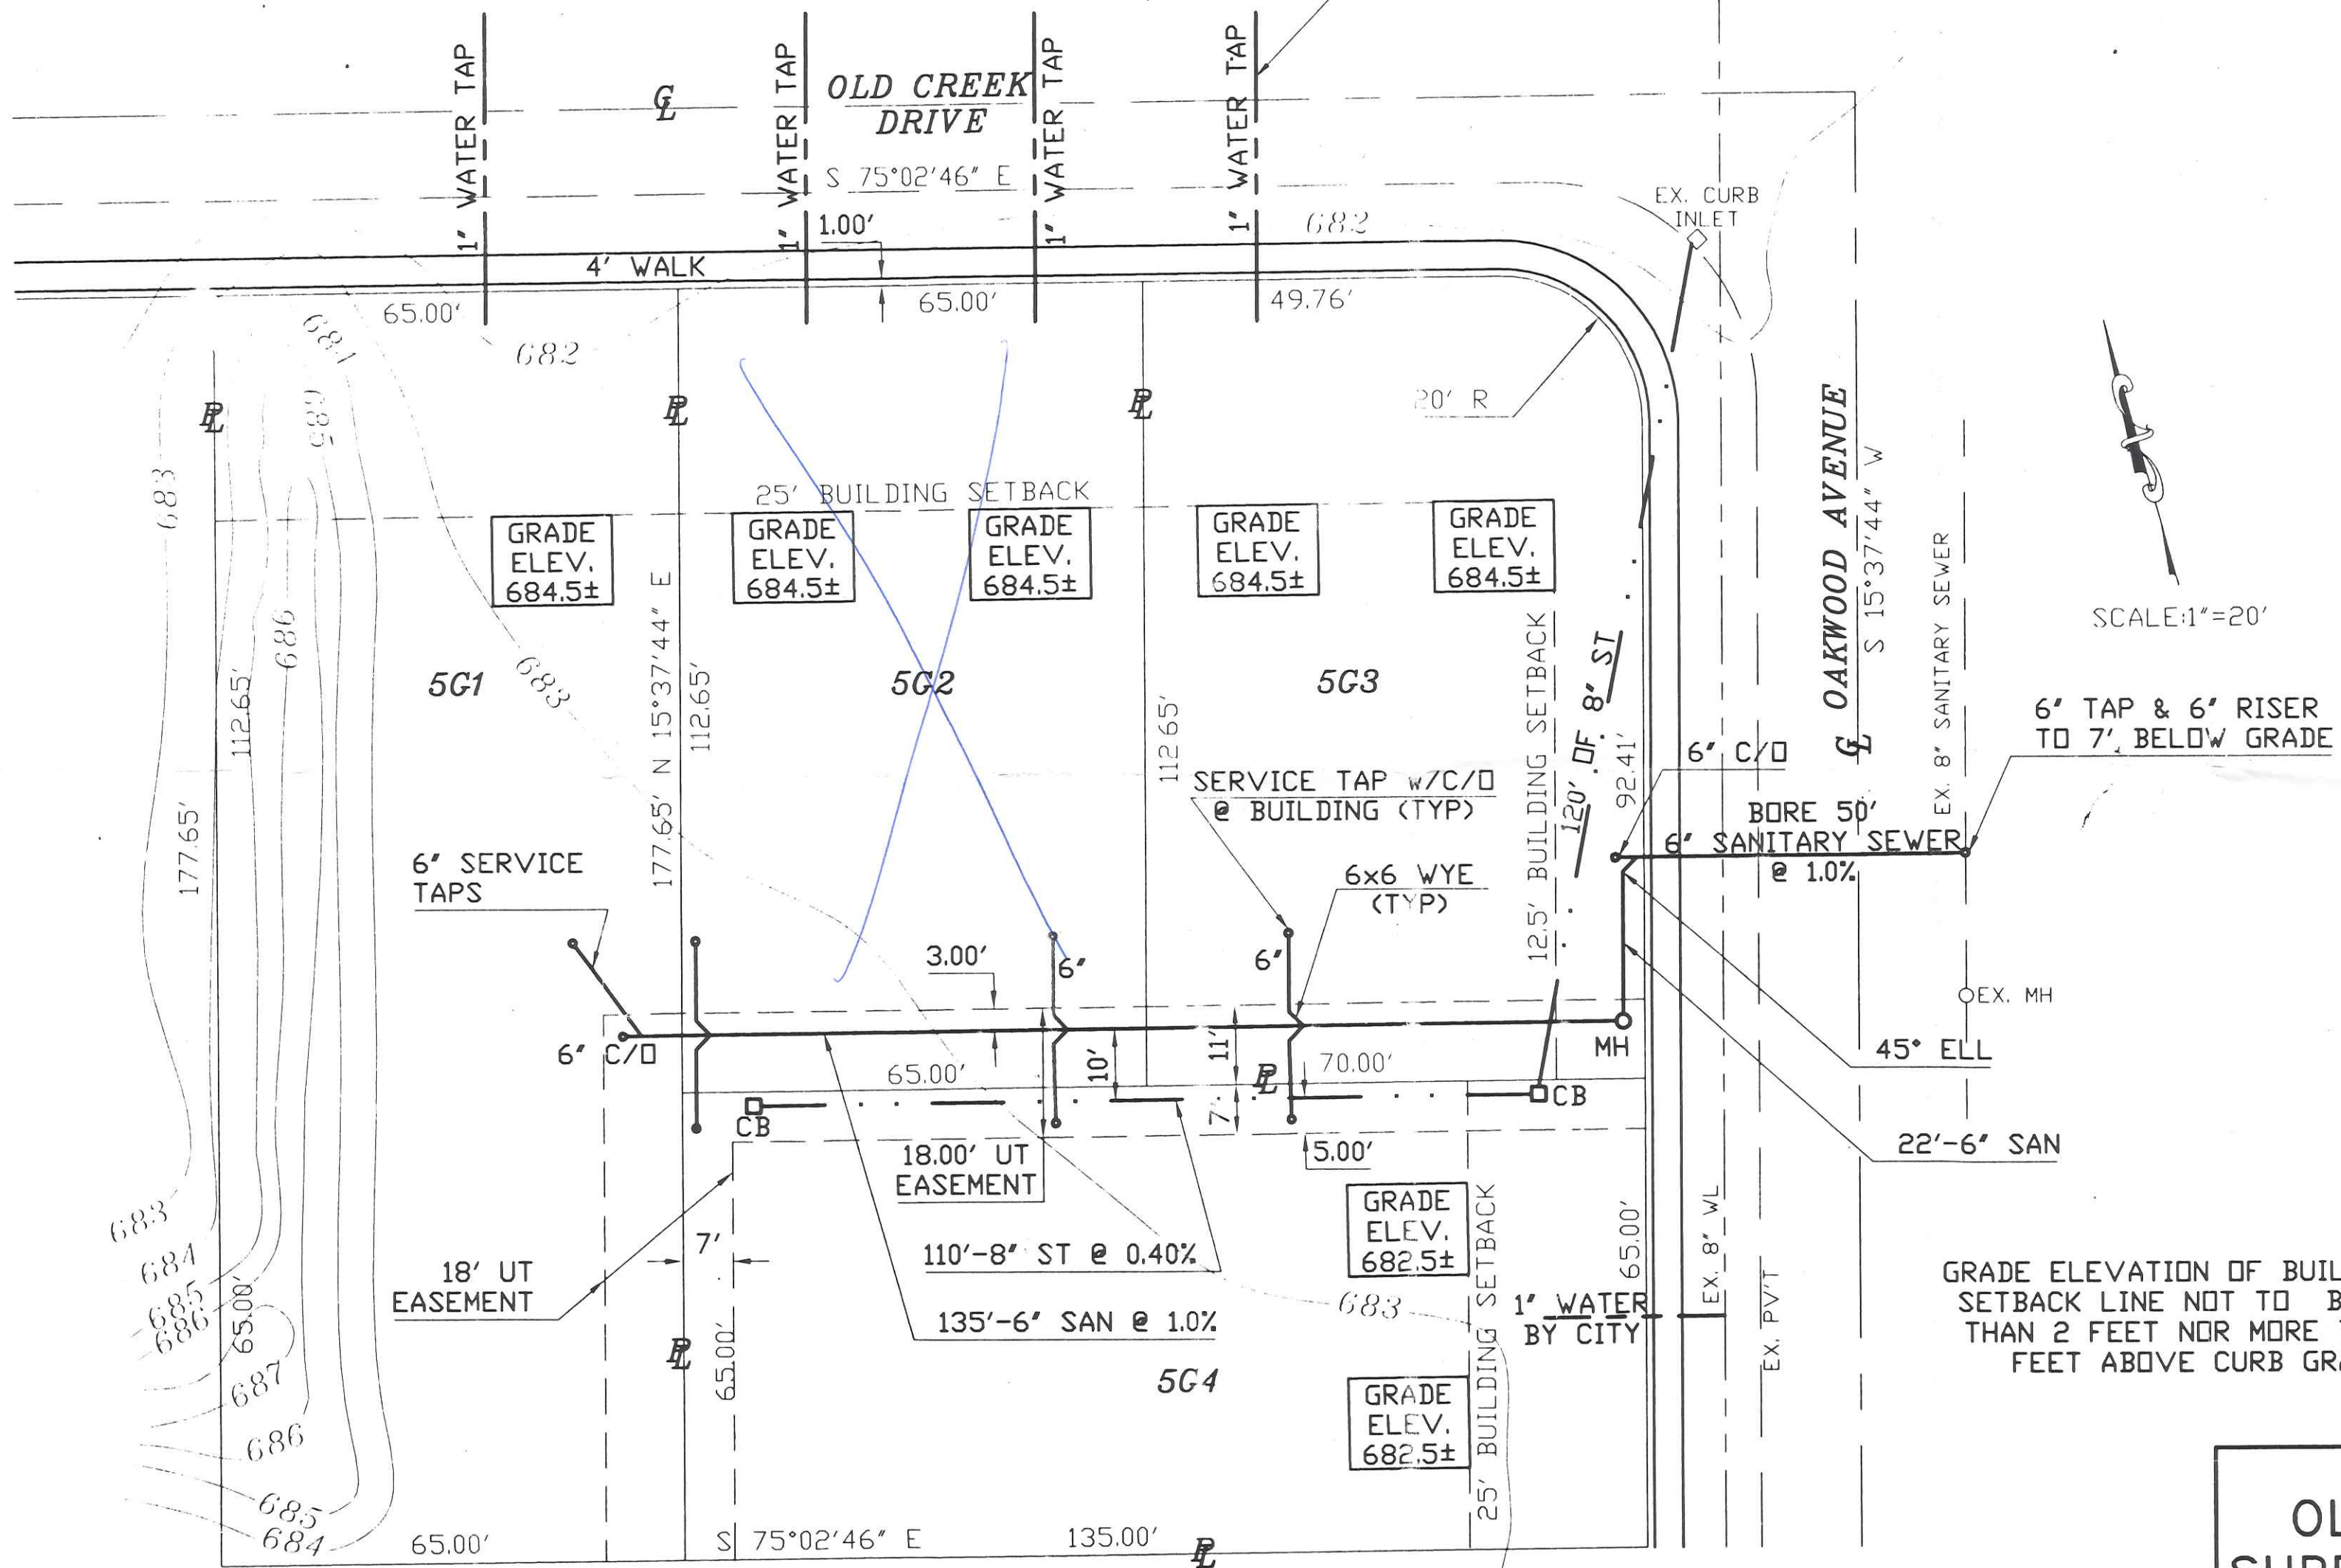 1" WATER TAP
1" WATER TAP
1" WATER TAP
1" WATER TAP
OLD CREEK
DRIVE
S 75°02'46" E
EX. CURB
INLET
1.00'
682
4' WALK
65.00'
65.00'
49.76'
681
682
20' R
683
685
25' BUILDING SETBACK
GRADE
ELEV.
684.5±
GRADE
ELEV.
684.5±
GRADE
ELEV.
684.5±
GRADE
ELEV.
684.5±
GRADE
ELEV.
684.5±
OAKWOOD AVENUE
S 15°37'44" W
EX. 8" SANITARY SEWER
SCALE:1"=20'
686
683
5G1
5G2
5G3
112.65'
177.65'
177.65' N 15°37'44" E
112.65'
112.65'
12.5' BUILDING SETBACK
120' OF 8" ST
92.41'
6" TAP & 6" RISER
TO 7' BELOW GRADE
6" C/O
SERVICE TAP w/C/O
@ BUILDING (TYP)
BORE 50'
6" SANITARY SEWER
@ 1.0%
6" SERVICE
TAPS
6x6 WYE
(TYP)
3.00'
6"
6"
EX. MH
6" C/O
MH
45° ELL
65.00'
10'
11'
70.00'
7'
CB
CB
5.00'
22'-6" SAN
18.00' UT
EASEMENT
683
684
685
686
687
686
685
684
65.00'
18' UT
EASEMENT
7'
110'-8" ST @ 0.40%
135'-6" SAN @ 1.0%
GRADE
ELEV.
682.5±
683
25' BUILDING SETBACK
65.00'
EX. 8" WL
EX. PVT
1" WATER
BY CITY
GRADE ELEVATION OF BUIL
SETBACK LINE NOT TO B
THAN 2 FEET NOR MORE
FEET ABOVE CURB GRA
65.00'
5G4
GRADE
ELEV.
682.5±
65.00'
S 75°02'46" E
135.00'
OL